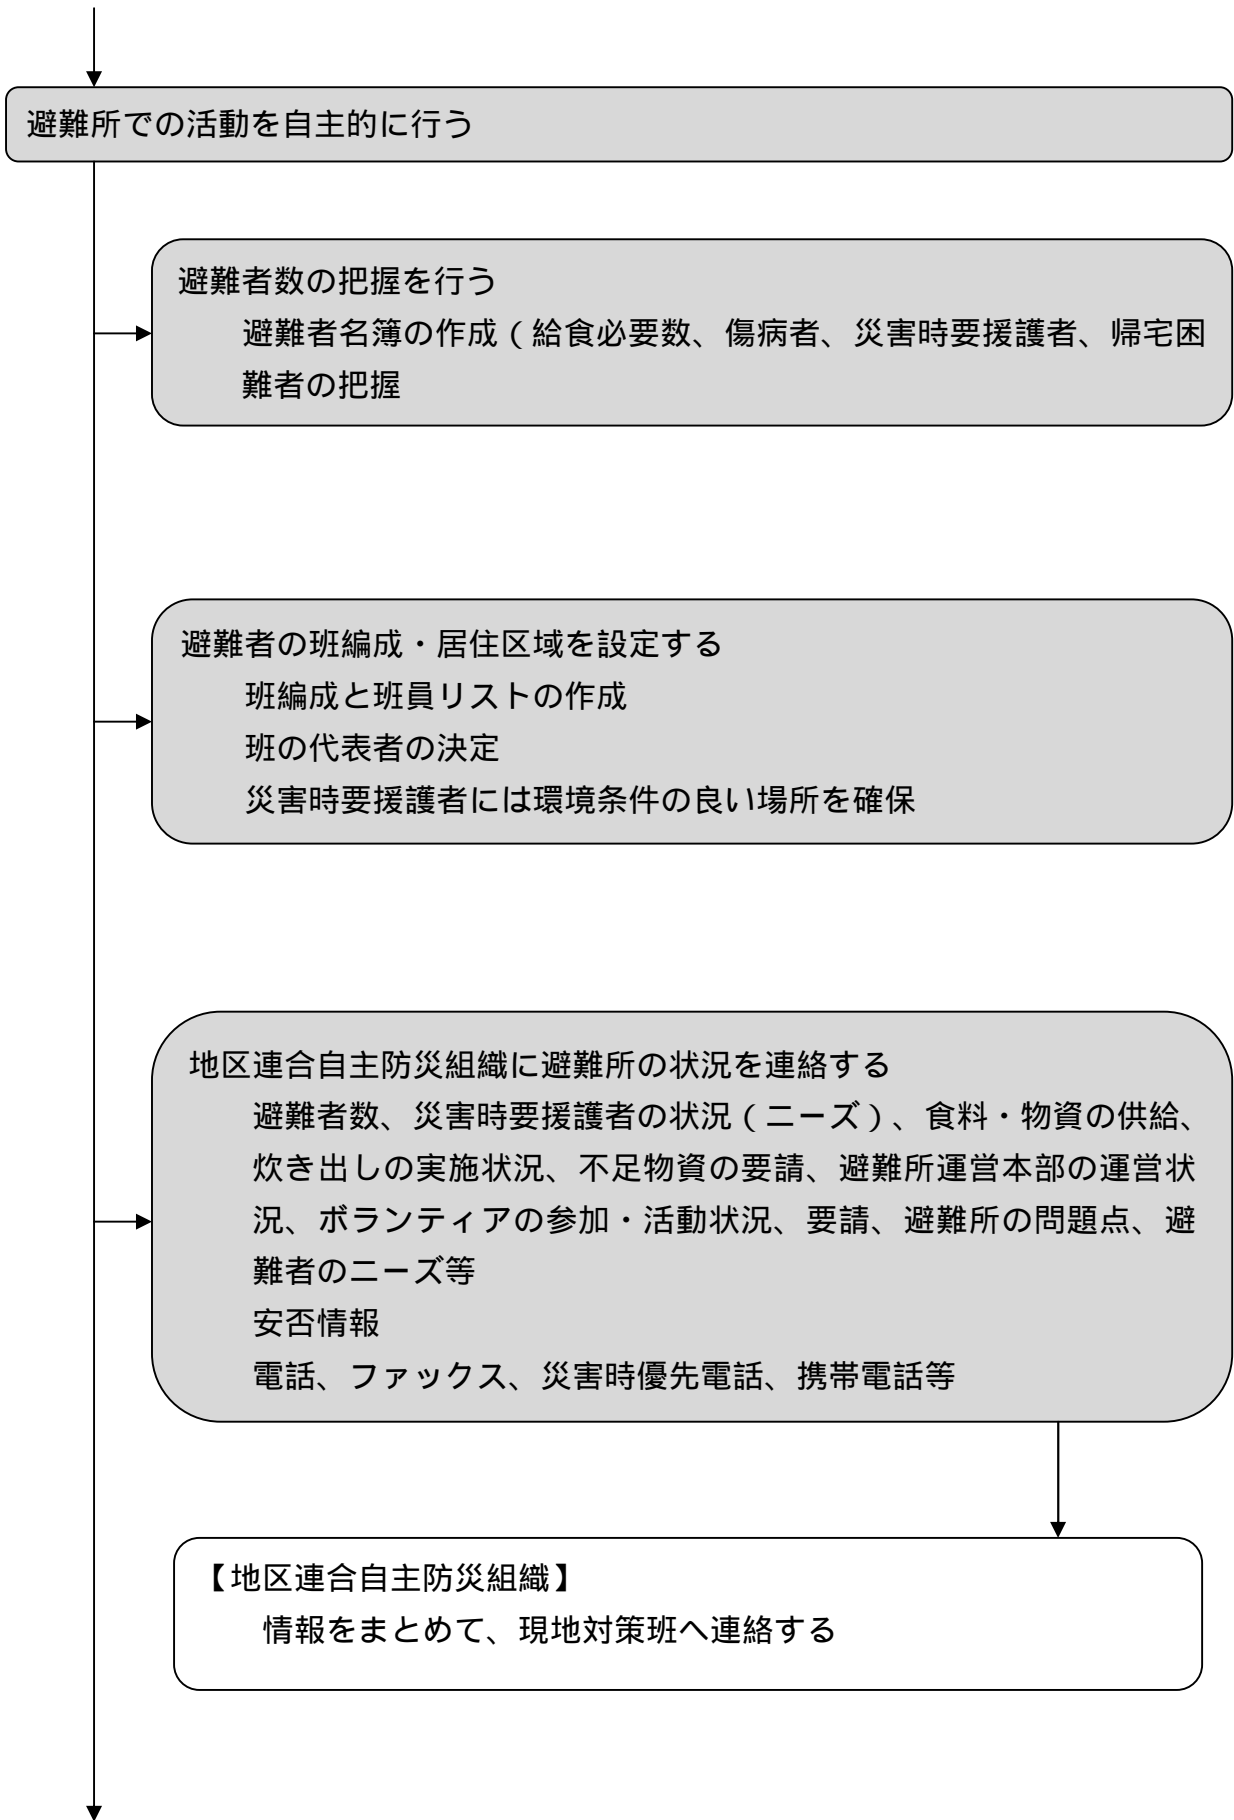 避難所での活動を自主的に行う
避難者数の把握を行う
避難者名簿の作成（給食必要数、傷病者、災害時要援護者、帰宅困
難者の把握
避難者の班編成・居住区域を設定する
班編成と班員リストの作成
班の代表者の決定
災害時要援護者には環境条件の良い場所を確保
地区連合自主防災組織に避難所の状況を連絡する
避難者数、災害時要援護者の状況（ニーズ）、食料・物資の供給、
炊き出しの実施状況、不足物資の要請、避難所運営本部の運営状
況、ボランティアの参加・活動状況、要請、避難所の問題点、避
難者のニーズ等
安否情報
電話、ファックス、災害時優先電話、携帯電話等
【地区連合自主防災組織】
情報をまとめて、現地対策班へ連絡する